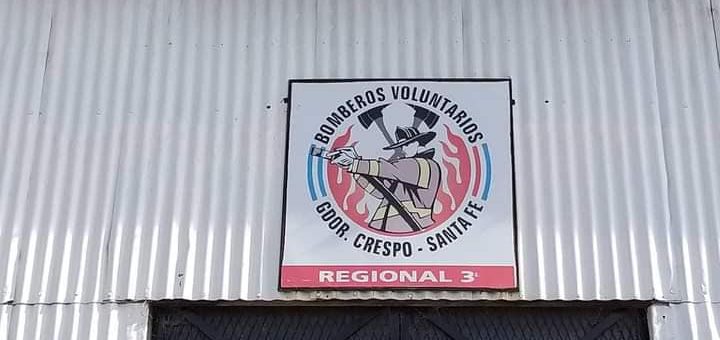 BOMBEROS VOLUNTARIOS
GDOR. CRESPO - SANTA FE
REGIONAL 3ª